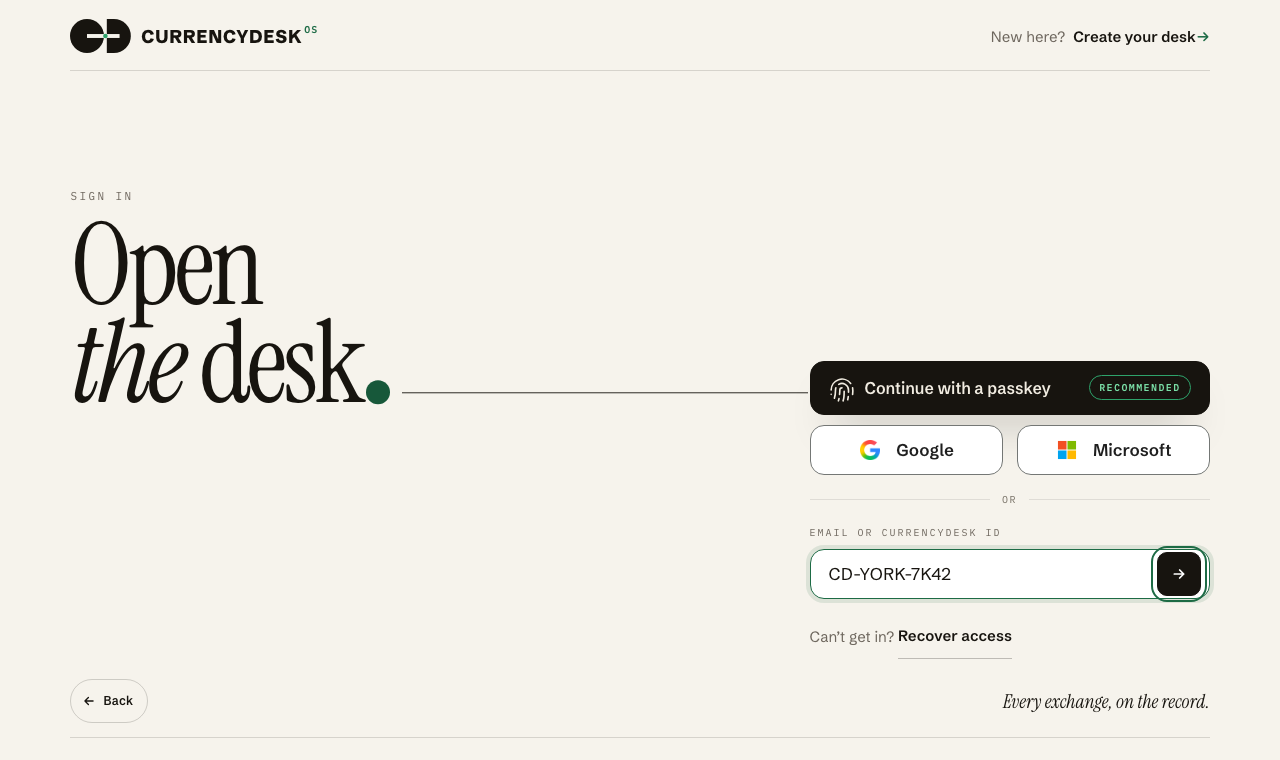 CURRENCYDESK OS
New here? Create your desk→
SIGN IN
Open
the desk.
Continue with a passkey RECOMMENDED
Google Microsoft
OR
EMAIL OR CURRENCYDESK ID
CD-YORK-7K42 →
Can’t get in? Recover access
← Back
Every exchange, on the record.